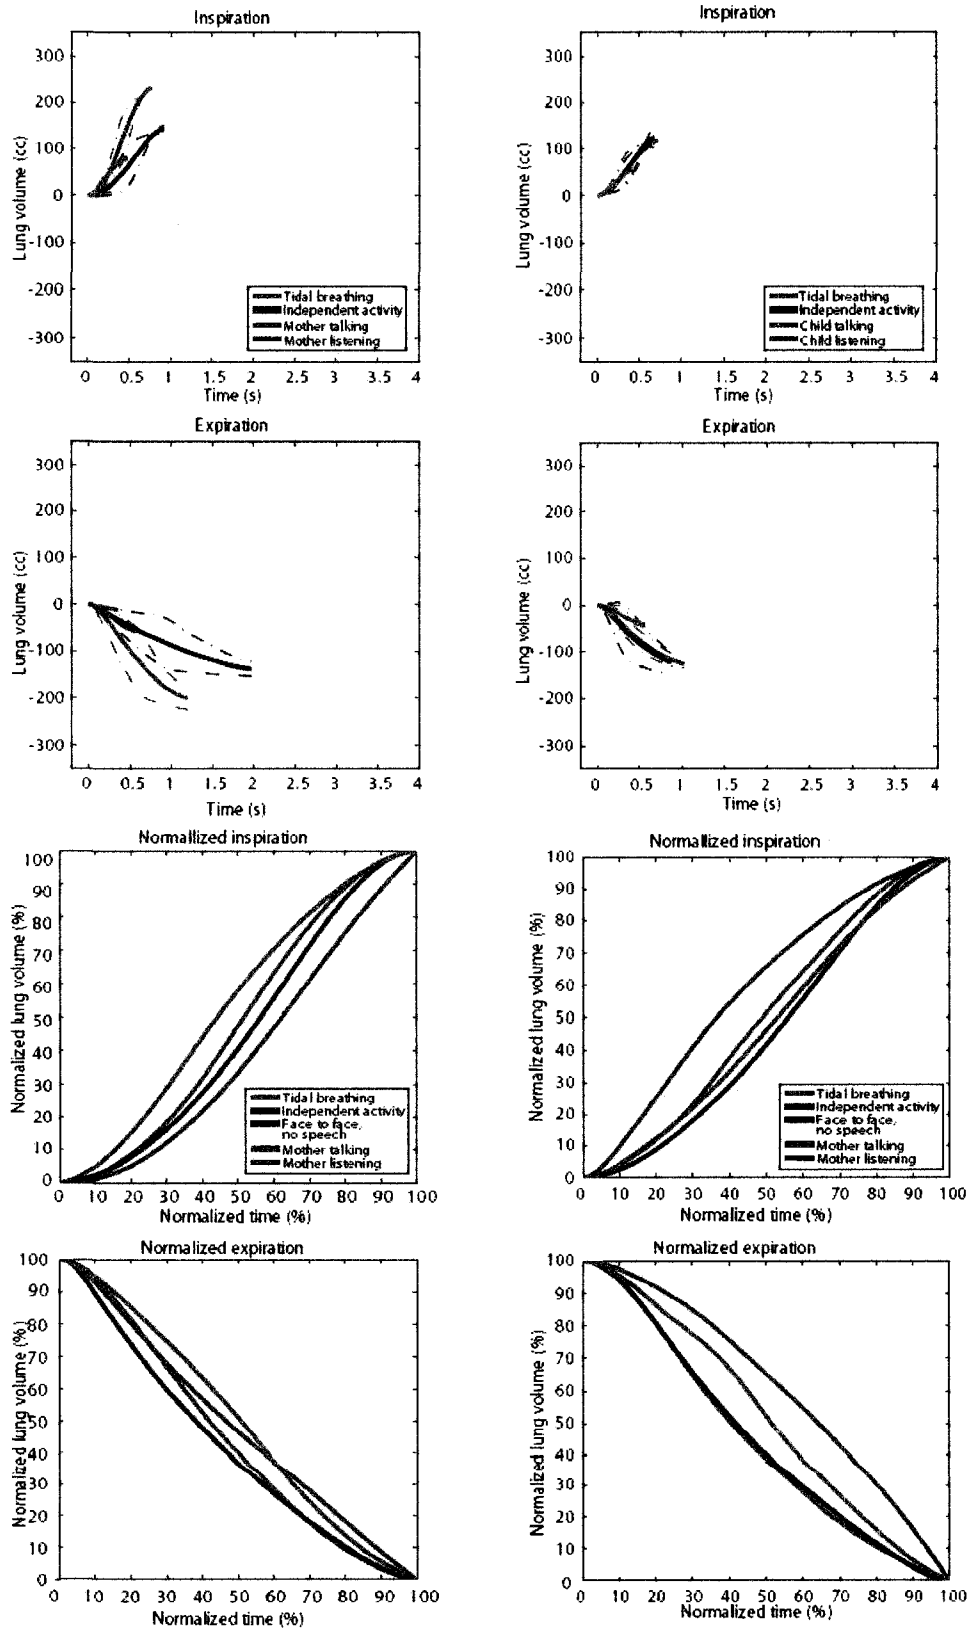 Inspiration
300
200
100
0
-100
-200
-300
Lung volume (cc)
Tidal breathing
Independent activity
Mother talking
Mother listening
0 0.5 1 1.5 2 2.5 3 3.5 4
Time (s)
Inspiration
300
200
100
0
-100
-200
-300
Lung volume (cc)
Tidal breathing
Independent activity
Child talking
Child listening
0 0.5 1 1.5 2 2.5 3 3.5 4
Time (s)
Expiration
300
200
100
0
-100
-200
-300
Lung volume (cc)
0 0.5 1 1.5 2 2.5 3 3.5 4
Time (s)
Expiration
300
200
100
0
-100
-200
-300
Lung volume (cc)
0 0.5 1 1.5 2 2.5 3 3.5 4
Time (s)
Normallized inspiration
100
90
80
70
60
50
40
30
20
10
0
Normalized lung volume (%)
Tidal breathing
Independent activity
Face to face,
no speech
Mother talking
Mother listening
0 10 20 30 40 50 60 70 80 90 100
Normalized time (%)
Normallized inspiration
100
90
80
70
60
50
40
30
20
10
0
Normalized lung volume (%)
Tidal breathing
Independent activity
Face to face,
no speech
Mother talking
Mother listening
0 10 20 30 40 50 60 70 80 90 100
Normalized time (%)
Normalized expiration
100
90
80
70
60
50
40
30
20
10
0
Normalized lung volume (%)
0 10 20 30 40 50 60 70 80 90 100
Normalized time (%)
Normalized expiration
100
90
80
70
60
50
40
30
20
10
0
Normalized lung volume (%)
0 10 20 30 40 50 60 70 80 90 100
Normalized time (%)